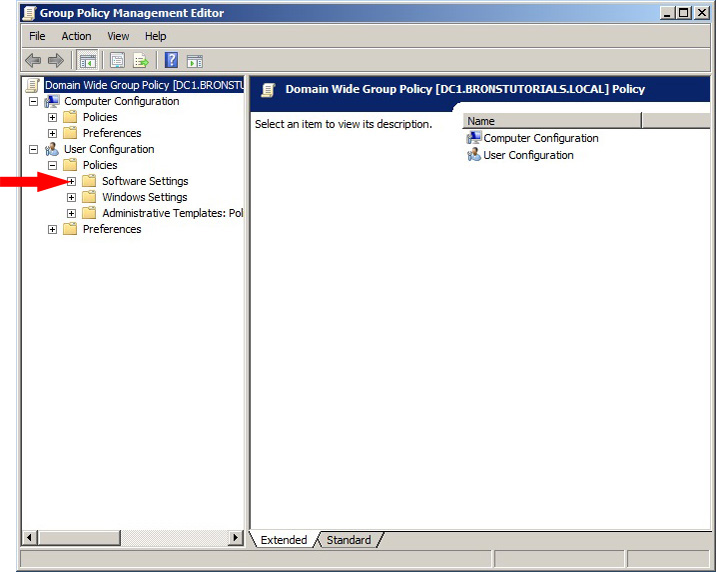 Group Policy Management Editor
File Action View Help
Domain Wide Group Policy [DC1.BRONSTU
Computer Configuration
Policies
Preferences
User Configuration
Policies
Software Settings
Windows Settings
Administrative Templates: Pol
Preferences
Domain Wide Group Policy [DC1.BRONSTUTORIALS.LOCAL] Policy
Select an item to view its description.
Name
Computer Configuration
User Configuration
Extended Standard